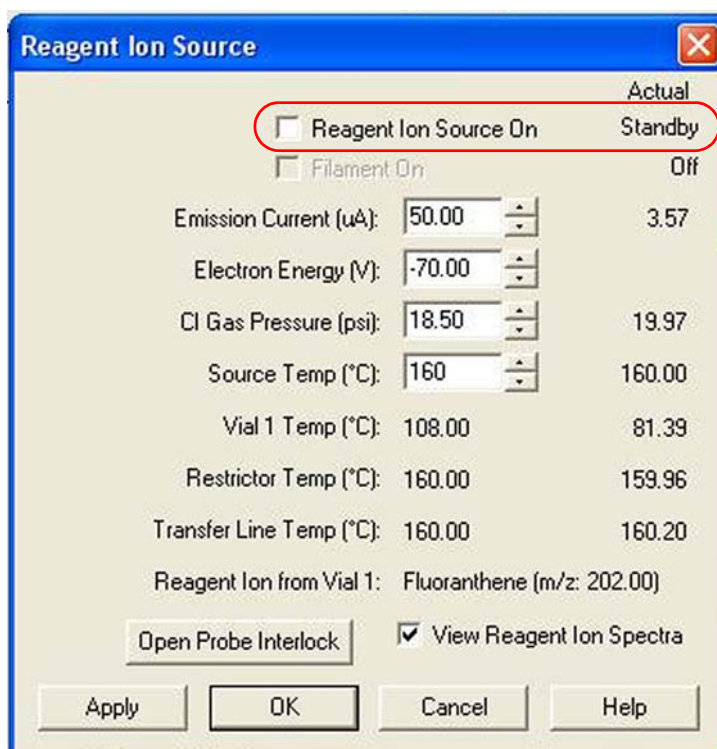 Reagent Ion Source
Actual
Reagent Ion Source On Standby
Filament On Off
Emission Current (uA): 50.00 3.57
Electron Energy (V): -70.00
CI Gas Pressure (psi): 18.50 19.97
Source Temp (°C): 160 160.00
Vial 1 Temp (°C): 108.00 81.39
Restrictor Temp (°C): 160.00 159.96
Transfer Line Temp (°C): 160.00 160.20
Reagent Ion from Vial 1: Fluoranthene (m/z: 202.00)
Open Probe Interlock View Reagent Ion Spectra
Apply OK Cancel Help